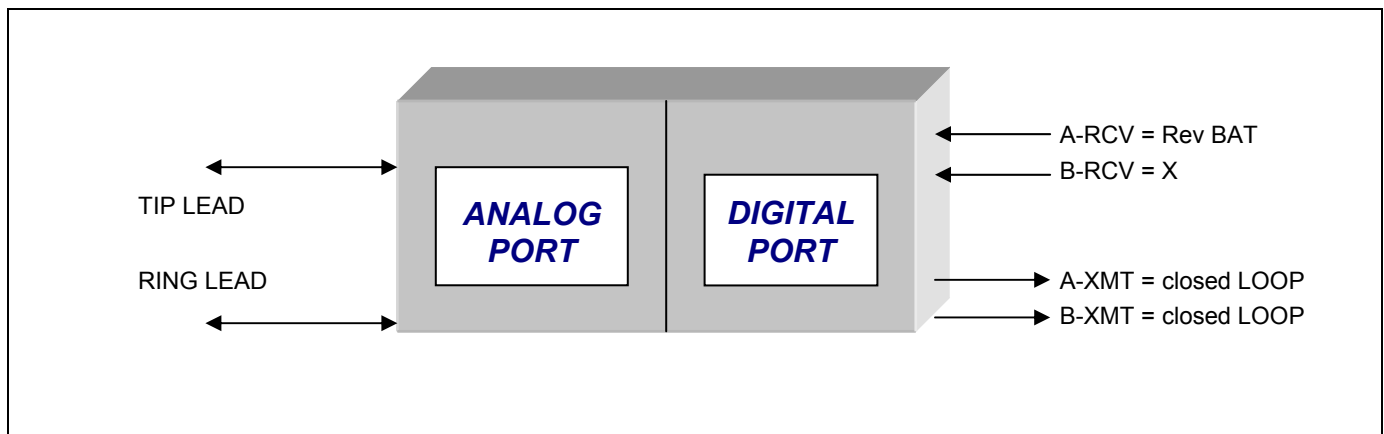 TIP LEAD
RING LEAD
ANALOG
PORT
DIGITAL
PORT
A-RCV = Rev BAT
B-RCV = X
A-XMT = closed LOOP
B-XMT = closed LOOP